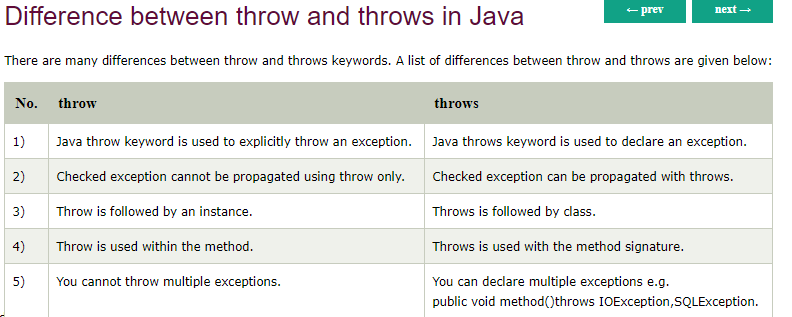 Difference between throw and throws in Java
← prev next →
There are many differences between throw and throws keywords. A list of differences between throw and throws are given below:
No. throw throws
1) Java throw keyword is used to explicitly throw an exception. Java throws keyword is used to declare an exception.
2) Checked exception cannot be propagated using throw only. Checked exception can be propagated with throws.
3) Throw is followed by an instance. Throws is followed by class.
4) Throw is used within the method. Throws is used with the method signature.
5) You cannot throw multiple exceptions. You can declare multiple exceptions e.g.
public void method()throws IOException,SQLException.